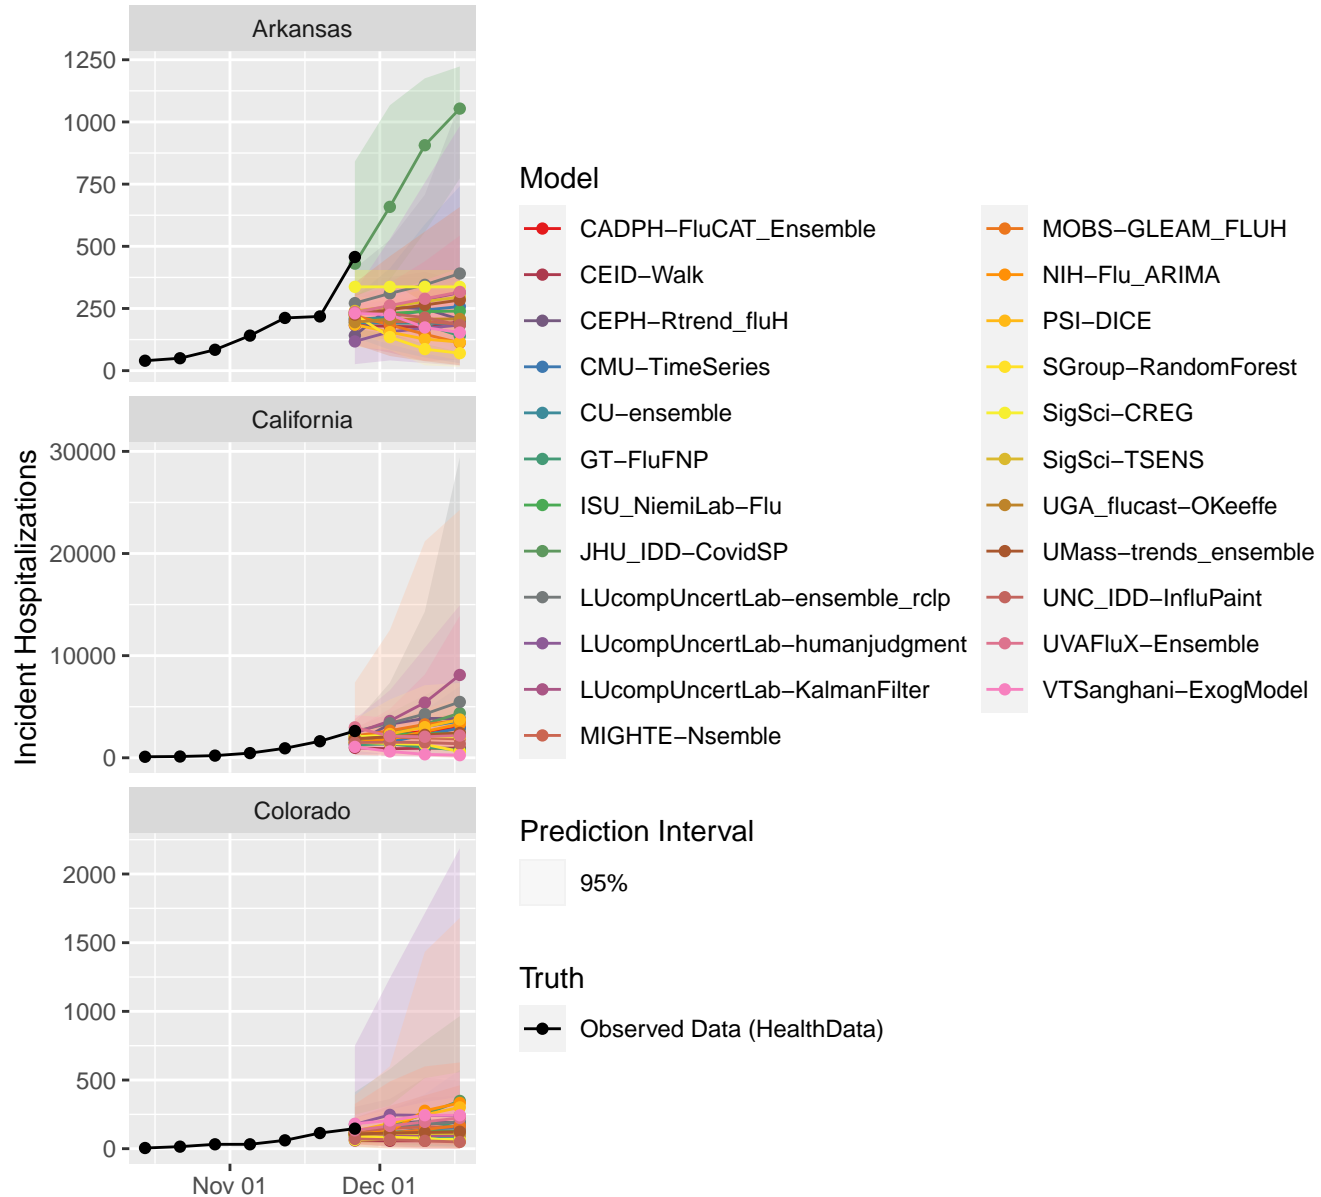 Arkansas
1250
1000
750
500
250
0
California
30000
20000
10000
0
Colorado
2000
1500
1000
500
0
Nov 01
Dec 01
Incident Hospitalizations
Model
CADPH−FluCAT_Ensemble
CEID−Walk
CEPH−Rtrend_fluH
CMU−TimeSeries
CU−ensemble
GT−FluFNP
ISU_NiemiLab−Flu
JHU_IDD−CovidSP
LUcompUncertLab−ensemble_rclp
LUcompUncertLab−humanjudgment
LUcompUncertLab−KalmanFilter
MIGHTE−Nsemble
MOBS−GLEAM_FLUH
NIH−Flu_ARIMA
PSI−DICE
SGroup−RandomForest
SigSci−CREG
SigSci−TSENS
UGA_flucast−OKeeffe
UMass−trends_ensemble
UNC_IDD−InfluPaint
UVAFluX−Ensemble
VTSanghani−ExogModel
Prediction Interval
95%
Truth
Observed Data (HealthData)